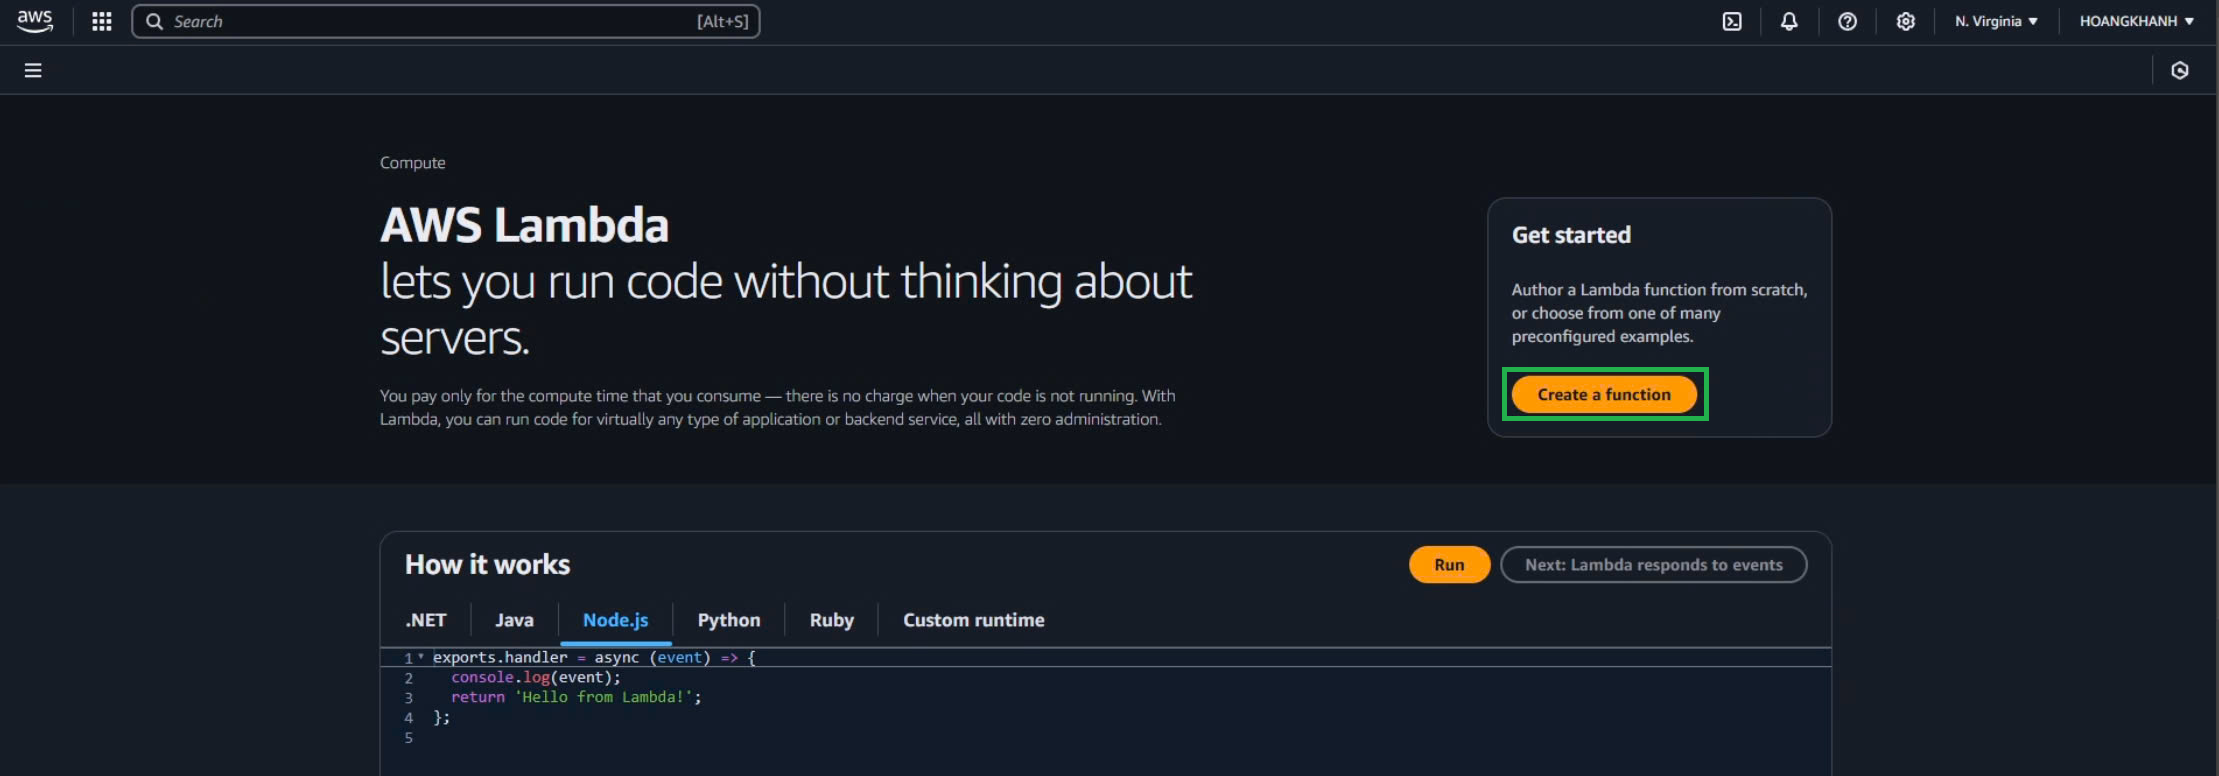 aws
Search
[Alt+S]
N. Virginia
HOANGKHANH
Compute
AWS Lambda
lets you run code without thinking about
servers.
You pay only for the compute time that you consume — there is no charge when your code is not running. With
Lambda, you can run code for virtually any type of application or backend service, all with zero administration.
Get started
Author a Lambda function from scratch,
or choose from one of many
preconfigured examples.
Create a function
How it works
Run
Next: Lambda responds to events
.NET
Java
Node.js
Python
Ruby
Custom runtime
1 exports.handler = async (event) => {
2 console.log(event);
3 return 'Hello from Lambda!';
4 };
5